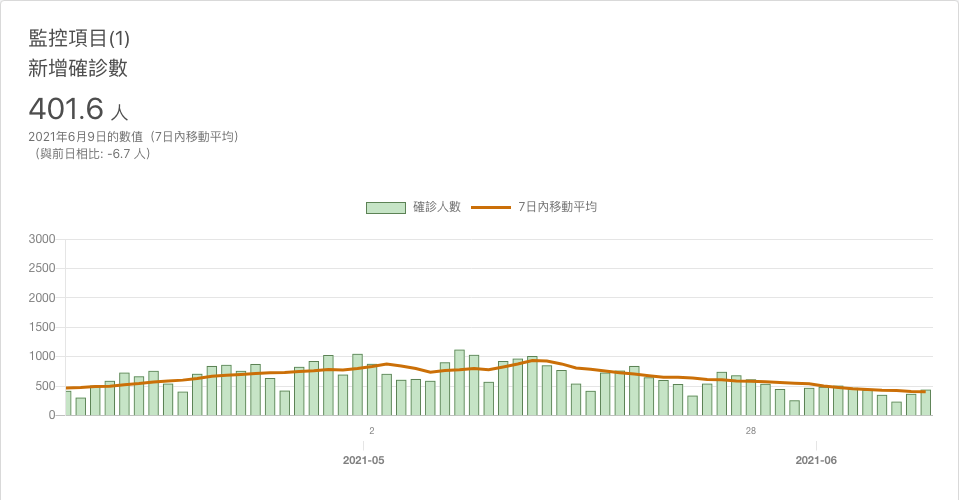 監控項目(1)
新增確診數
401.6 人
2021年6月9日的數值（7日內移動平均）
（與前日相比: -6.7 人）
確診人數 7日內移動平均
3000
2500
2000
1500
1000
500
0
2 28
2021-05 2021-06